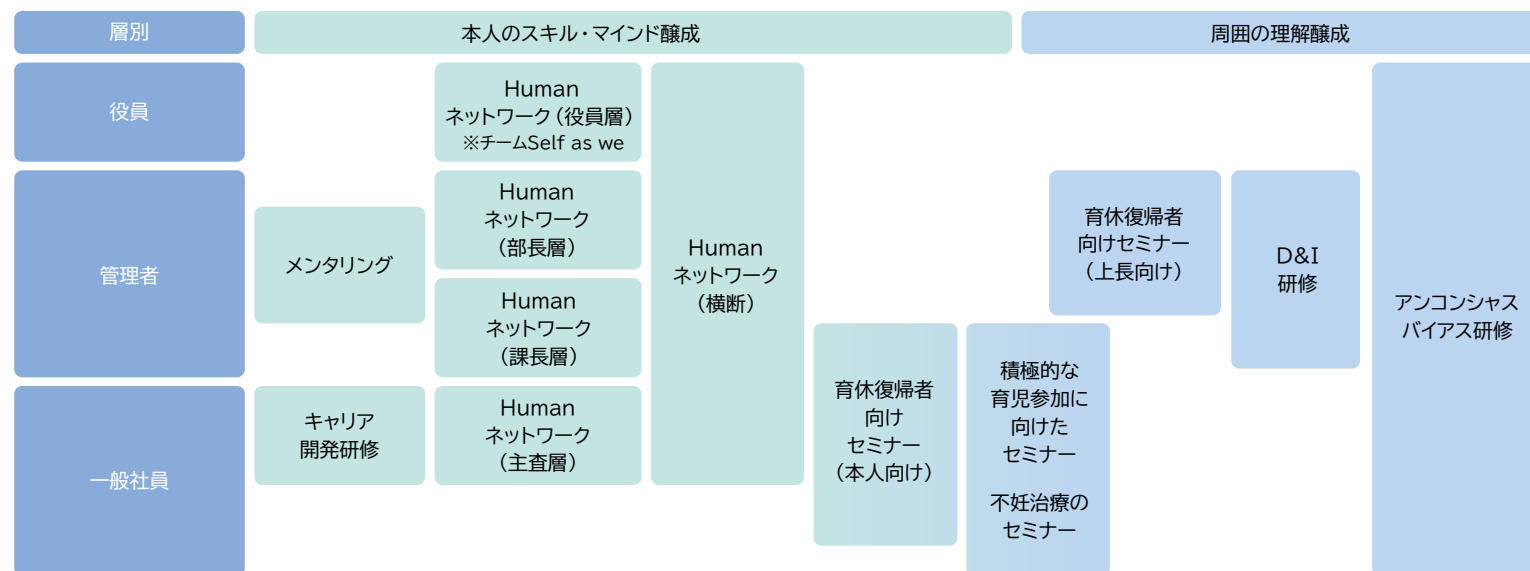 層別
本人のスキル・マインド醸成
周囲の理解醸成
役員
Human
ネットワーク（役員層）
※チームSelf as we
管理者
メンタリング
Human
ネットワーク
（部長層）
Human
ネットワーク
（課長層）
Human
ネットワーク
（横断）
育休復帰者
向けセミナー
（上長向け）
D&I
研修
アンコンシャス
バイアス研修
一般社員
キャリア
開発研修
Human
ネットワーク
（主査層）
育休復帰者
向け
セミナー
（本人向け）
積極的な
育児参加に
向けた
セミナー
不妊治療の
セミナー